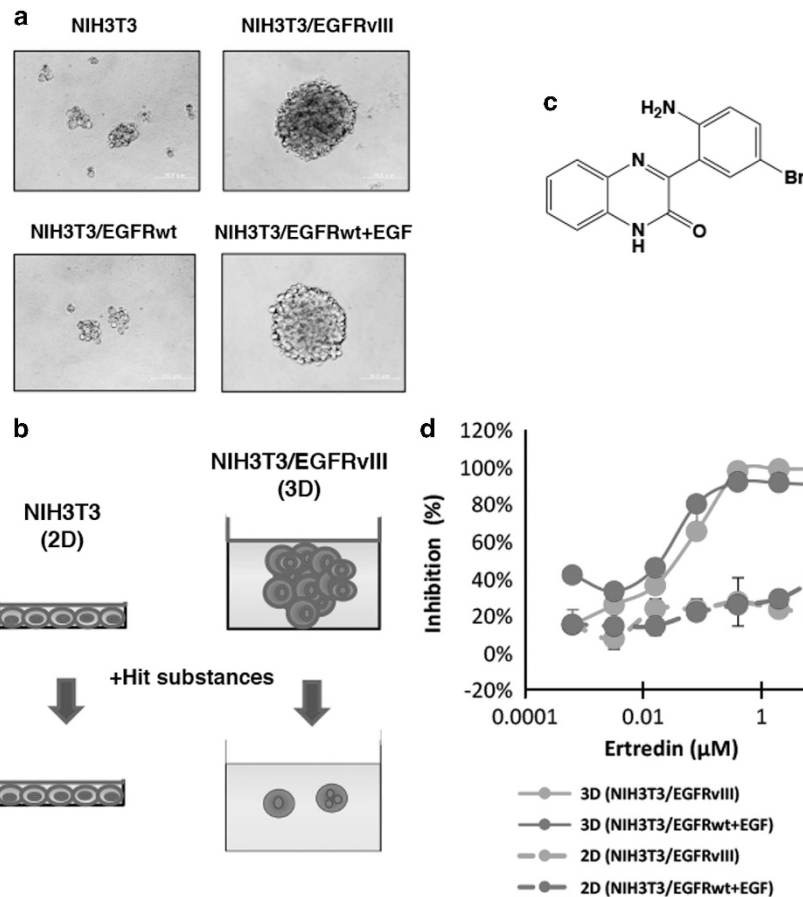 a
NIH3T3
NIH3T3/EGFRvIII
NIH3T3/EGFRwt
NIH3T3/EGFRwt+EGF
b
NIH3T3
(2D)
NIH3T3/EGFRvIII
(3D)
+Hit substances
c
H₂N
N
Br
N
H
O
d
120%
100%
80%
60%
40%
20%
0%
-20%
Inhibition (%)
0.0001
0.01
1
Ertredin (μM)
3D (NIH3T3/EGFRvIII)
3D (NIH3T3/EGFRwt+EGF)
2D (NIH3T3/EGFRvIII)
2D (NIH3T3/EGFRwt+EGF)